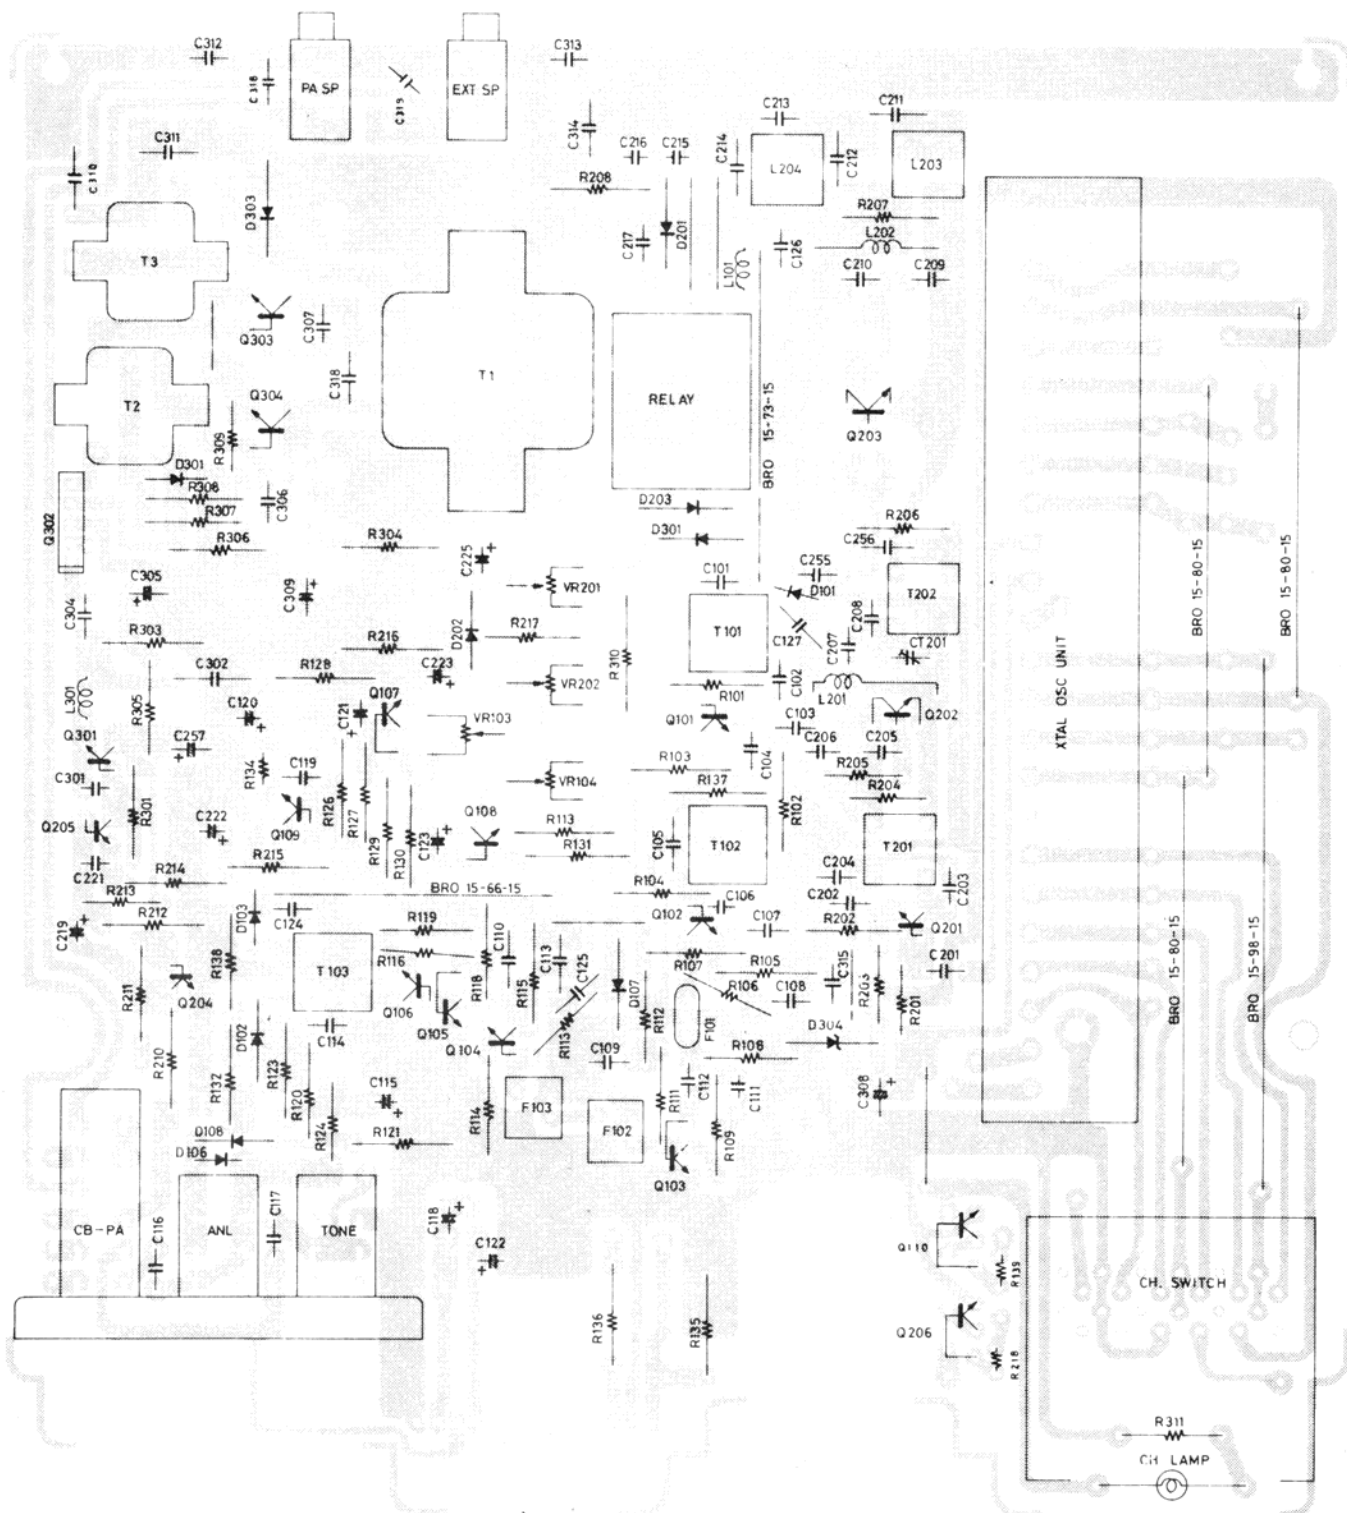 C312
C313
C316
PA SP
C319
EXT SP
C213
C211
C314
C311
C216
C215
C214
L204
C212
L203
C310
R208
D303
R207
C217
D201
L202
C126
T3
L101
C210
C209
Q303
C307
T1
C318
T2
Q304
RELAY
BRO 15-73-15
Q203
R309
D301
R308
R307
C306
D203
Q302
R306
R304
C225
D301
R206
C256
C305
C309
VR201
C101
C255
D101
T202
BRO 15-80-15
BRO 15-80-15
C304
R303
R216
D202
R217
R310
T101
C127
C208
C207
CT201
C302
R128
C223
VR202
R101
C102
L201
L301
R305
C120
C121
Q107
VR103
Q101
C103
Q202
XTAL OSC UNIT
Q301
C257
R134
C119
R103
C104
C206
C205
C301
R126
R127
VR104
R137
R205
R204
R301
Q205
C222
Q109
R129
R130
C123
Q108
R113
R131
C105
T102
R102
T201
C221
R214
R215
BRO 15-66-15
R104
C106
C204
C202
C203
R213
R212
C219
D103
C124
R119
Q102
C107
R202
Q201
R138
T103
R116
R118
C110
C113
C125
R107
R105
C201
BRO 15-80-15
BRO 15-98-15
R211
Q204
Q106
Q105
R115
D107
R112
F101
R106
C108
C315
R203
R201
D102
C114
Q104
R113
D304
R210
R132
R123
R120
C109
R108
C115
R114
F103
R111
C112
C111
C308
R124
D108
R121
F102
R109
D106
Q103
CB-PA
C116
ANL
C117
TONE
C118
C122
Q110
R139
CH. SWITCH
R136
R135
Q206
R218
R311
CH LAMP